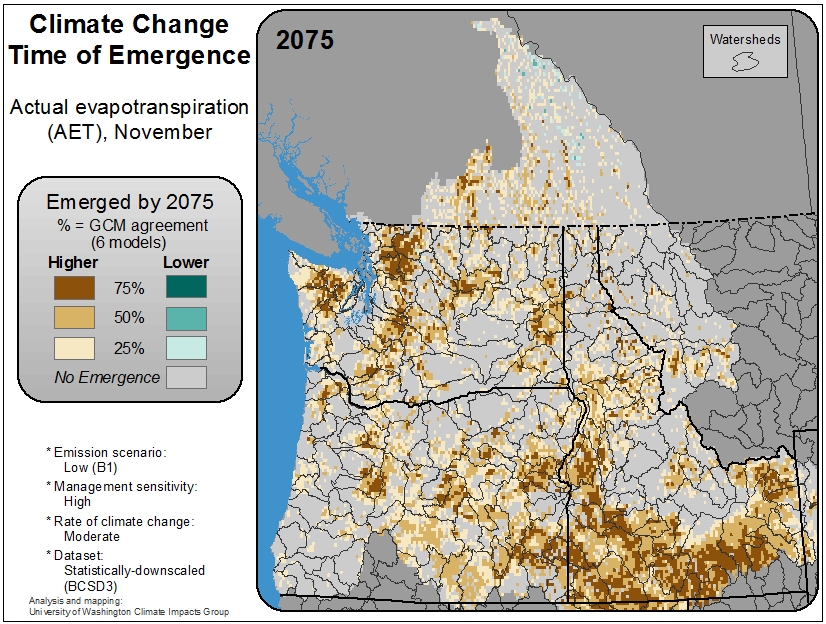 Climate Change
Time of Emergence
Actual evapotranspiration
(AET), November
Emerged by 2075
% = GCM agreement
(6 models)
Higher Lower
75%
50%
25%
No Emergence
* Emission scenario:
Low (B1)
* Management sensitivity:
High
* Rate of climate change:
Moderate
* Dataset:
Statistically-downscaled
(BCSD3)
Analysis and mapping:
University of Washington Climate Impacts Group
2075
Watersheds